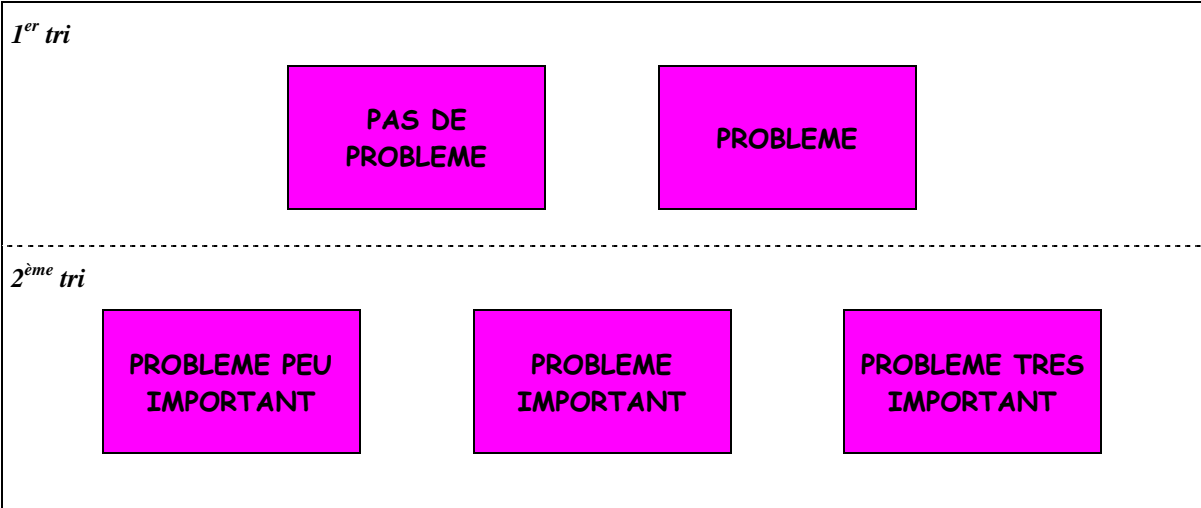 1er tri
PAS DE
PROBLEME
PROBLEME
2ème tri
PROBLEME PEU
IMPORTANT
PROBLEME
IMPORTANT
PROBLEME TRES
IMPORTANT